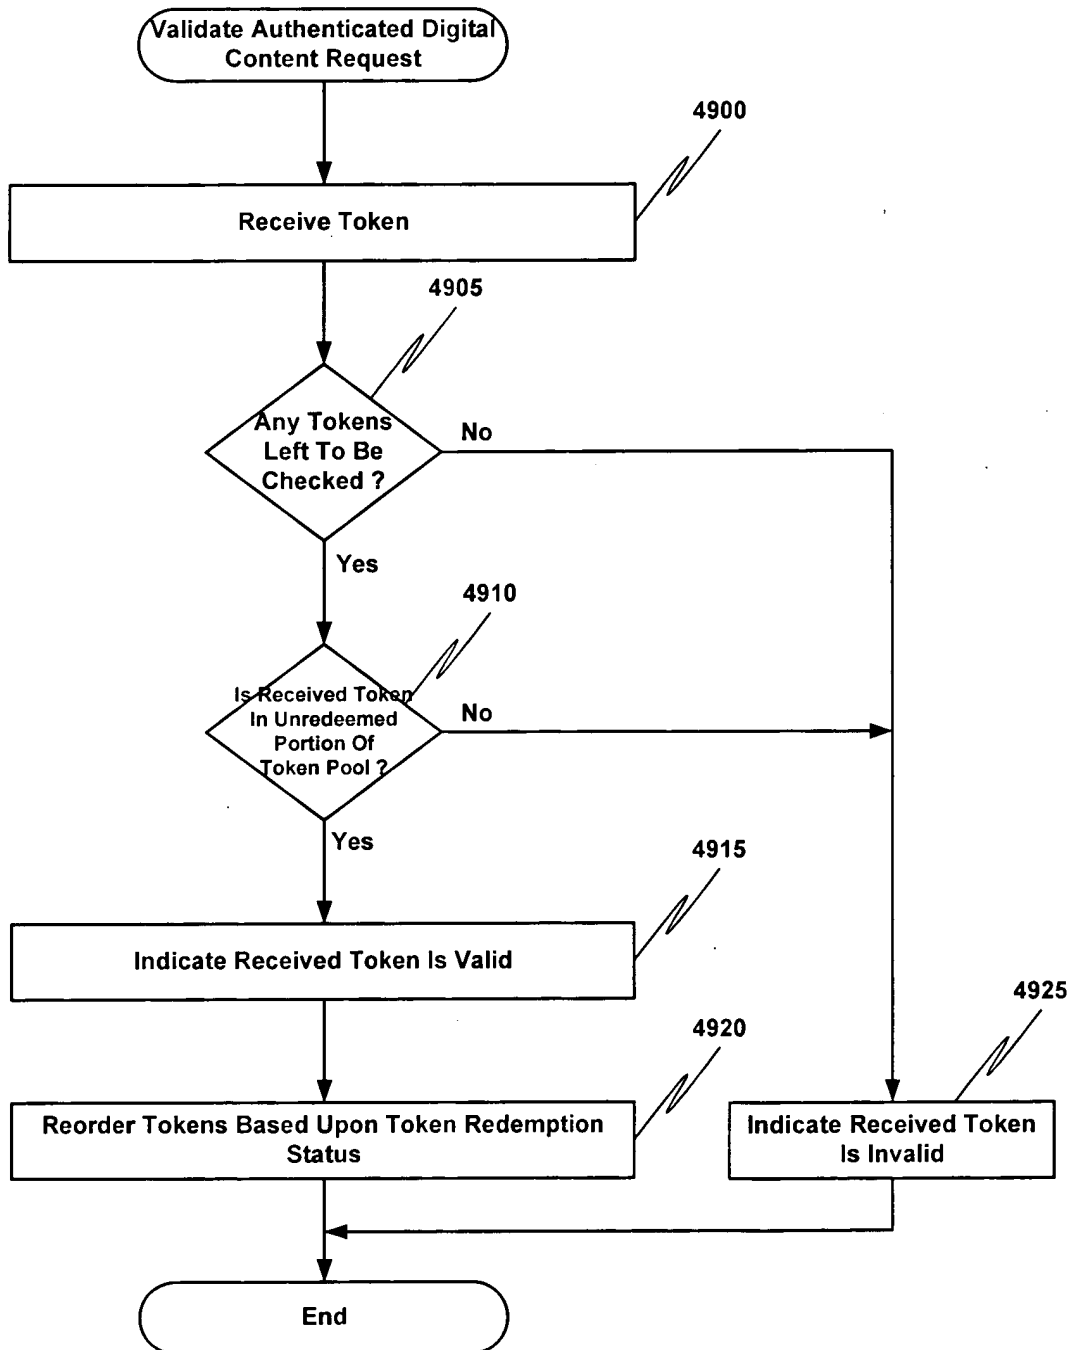 Validate Authenticated Digital
Content Request
4900
Receive Token
4905
Any Tokens
Left To Be
Checked ?
No
Yes
4910
Is Received Token
In Unredeemed
Portion Of
Token Pool ?
No
Yes
4915
Indicate Received Token Is Valid
4920
Reorder Tokens Based Upon Token Redemption
Status
4925
Indicate Received Token
Is Invalid
End